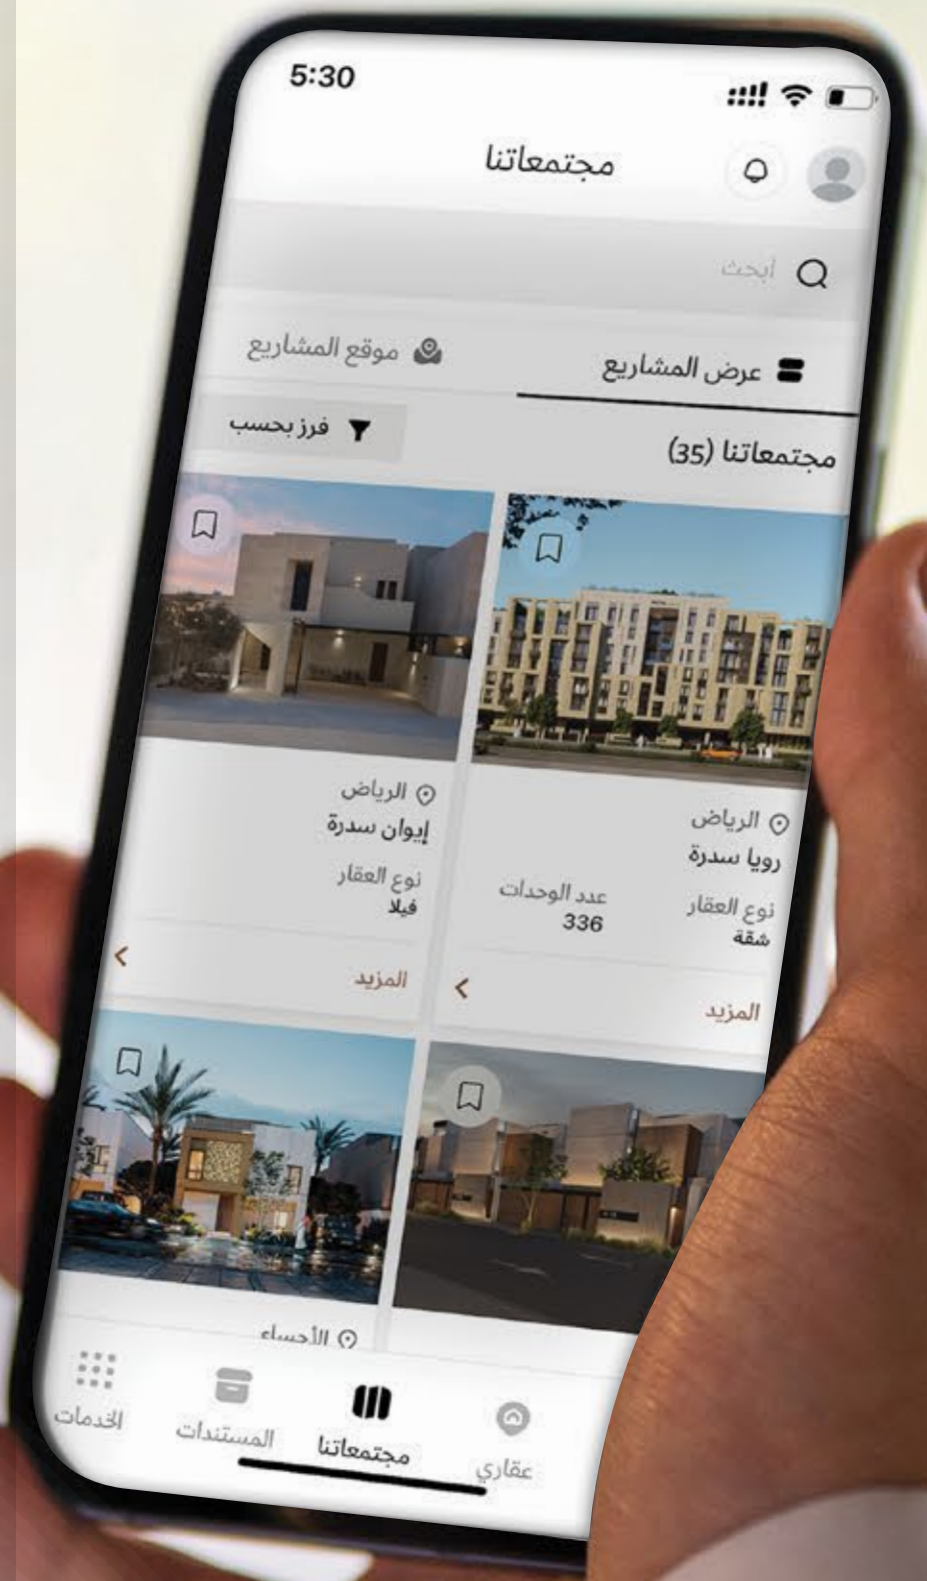 5:30
مجتمعاتنا
أبحث
عرض المشاريع
موقع المشاريع
مجتمعاتنا (35)
فرز بحسب
الرياض
رويا سدرة
نوع العقار
شقة
عدد الوحدات
336
المزيد
الرياض
إيوان سدرة
نوع العقار
فيلا
المزيد
الأحساء
عقاري
مجتمعاتنا
المستندات
الخدمات